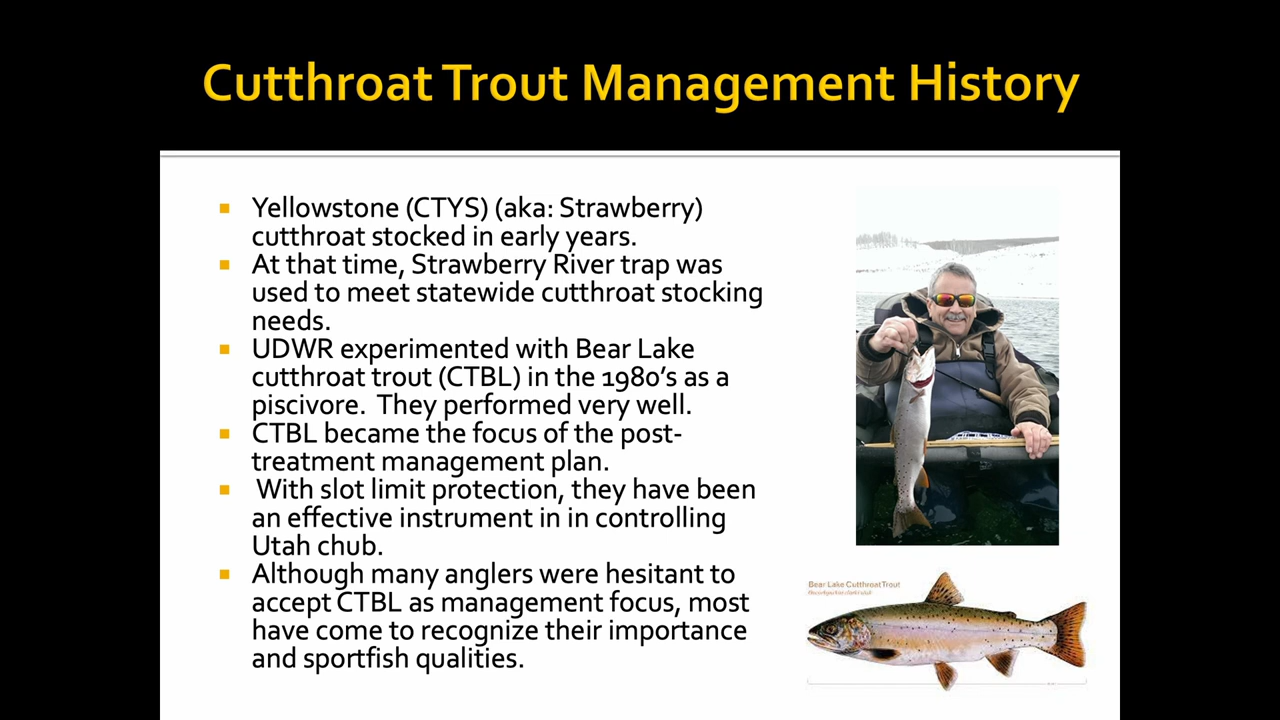 Cutthroat Trout Management History
Yellowstone (CTYS) (aka: Strawberry)
cutthroat stocked in early years.
At that time, Strawberry River trap was
used to meet statewide cutthroat stocking
needs.
UDWR experimented with Bear Lake
cutthroat trout (CTBL) in the 1980's as a
piscivore. They performed very well.
CTBL became the focus of the post-
treatment management plan.
With slot limit protection, they have been
an effective instrument in in controlling
Utah chub.
Although many anglers were hesitant to
accept CTBL as management focus, most
have come to recognize their importance
and sportfish qualities.
Bear Lake Cutthroat Trout